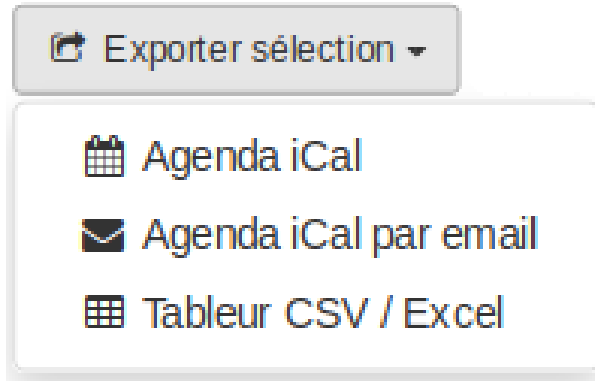 Exporter sélection
Agenda iCal
Agenda iCal par email
Tableur CSV / Excel